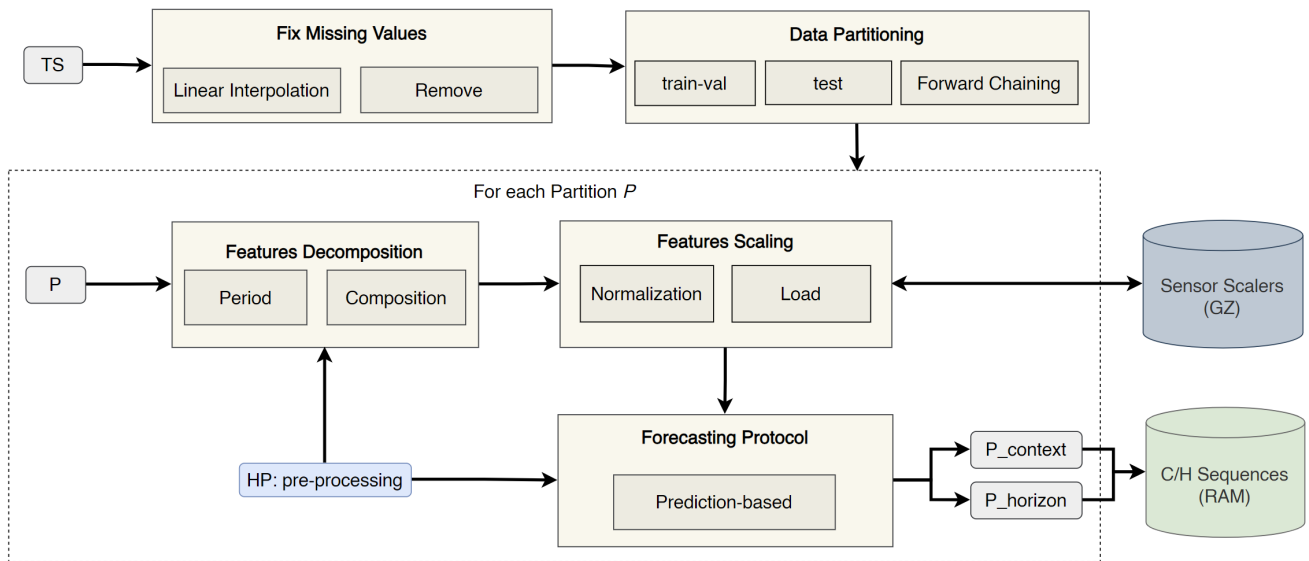 Fix Missing Values
TS
Linear Interpolation
Remove
Data Partitioning
train-val
test
Forward Chaining
For each Partition P
P
Features Decomposition
Period
Composition
Features Scaling
Normalization
Load
Sensor Scalers
(GZ)
HP: pre-processing
Forecasting Protocol
Prediction-based
P_context
P_horizon
C/H Sequences
(RAM)